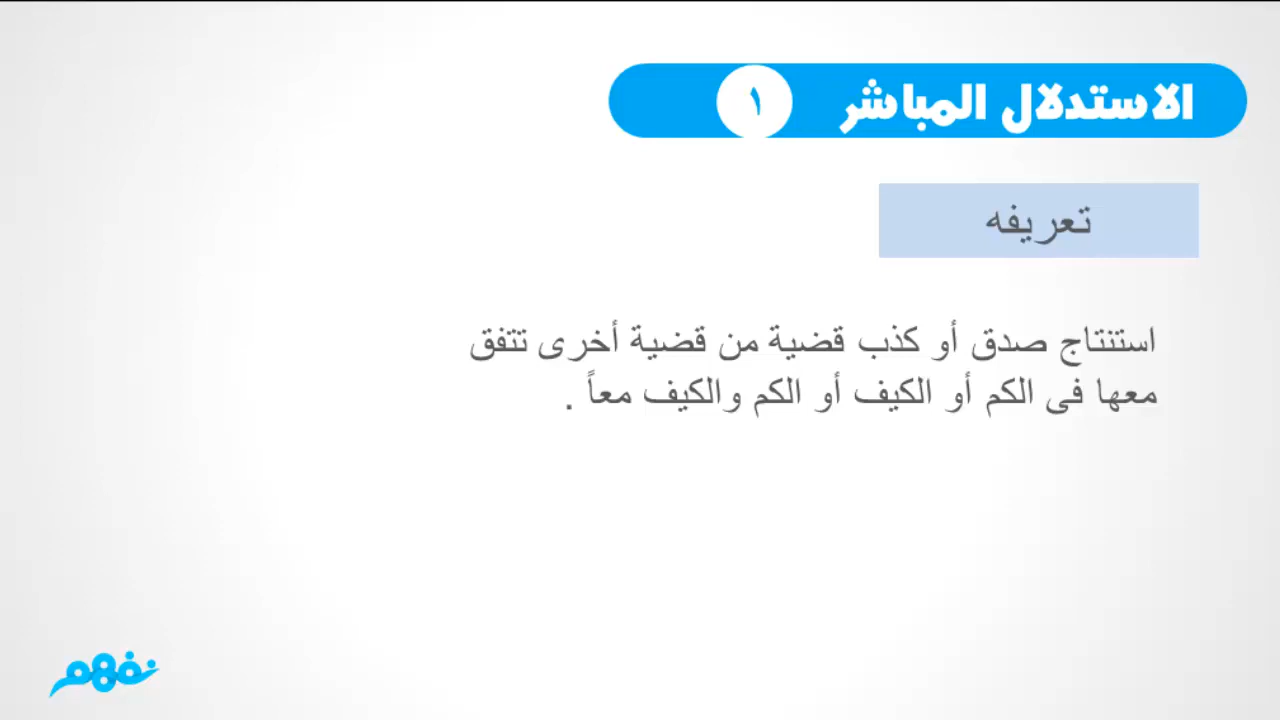 الاستدلال المباشر ١
تعريفه
استنتاج صدق أو كذب قضية من قضية أخرى تتفق
معها فى الكم أو الكيف أو الكم والكيف معاً .
نفهم